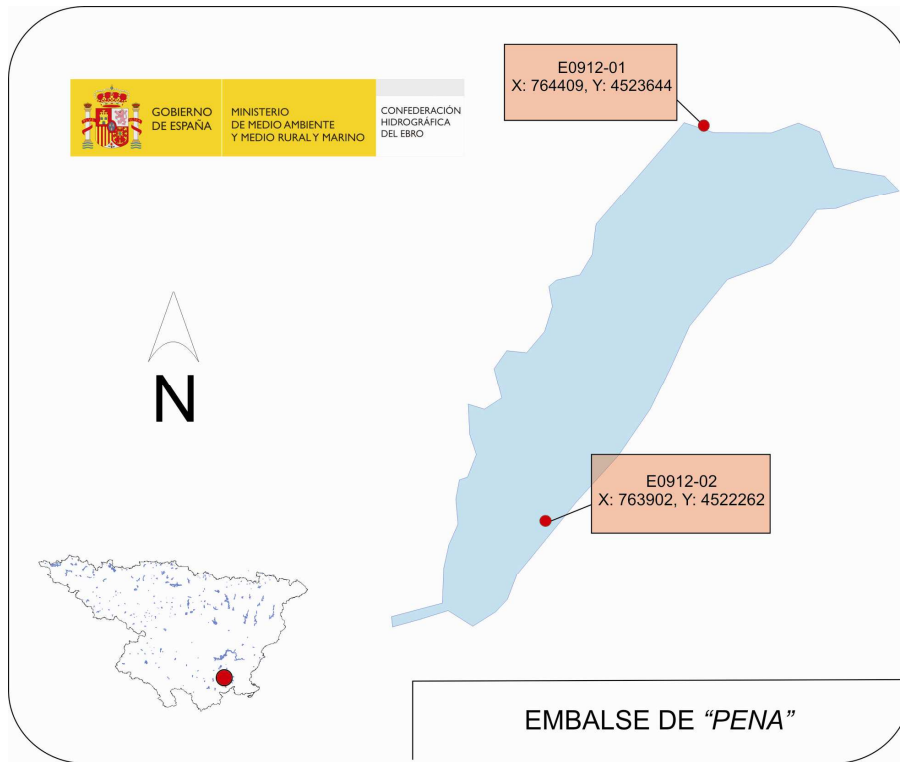 E0912-01
X: 764409, Y: 4523644
GOBIERNO
DE ESPAÑA
MINISTERIO
DE MEDIO AMBIENTE
Y MEDIO RURAL Y MARINO
CONFEDERACIÓN
HIDROGRÁFICA
DEL EBRO
N
E0912-02
X: 763902, Y: 4522262
EMBALSE DE “PENA”